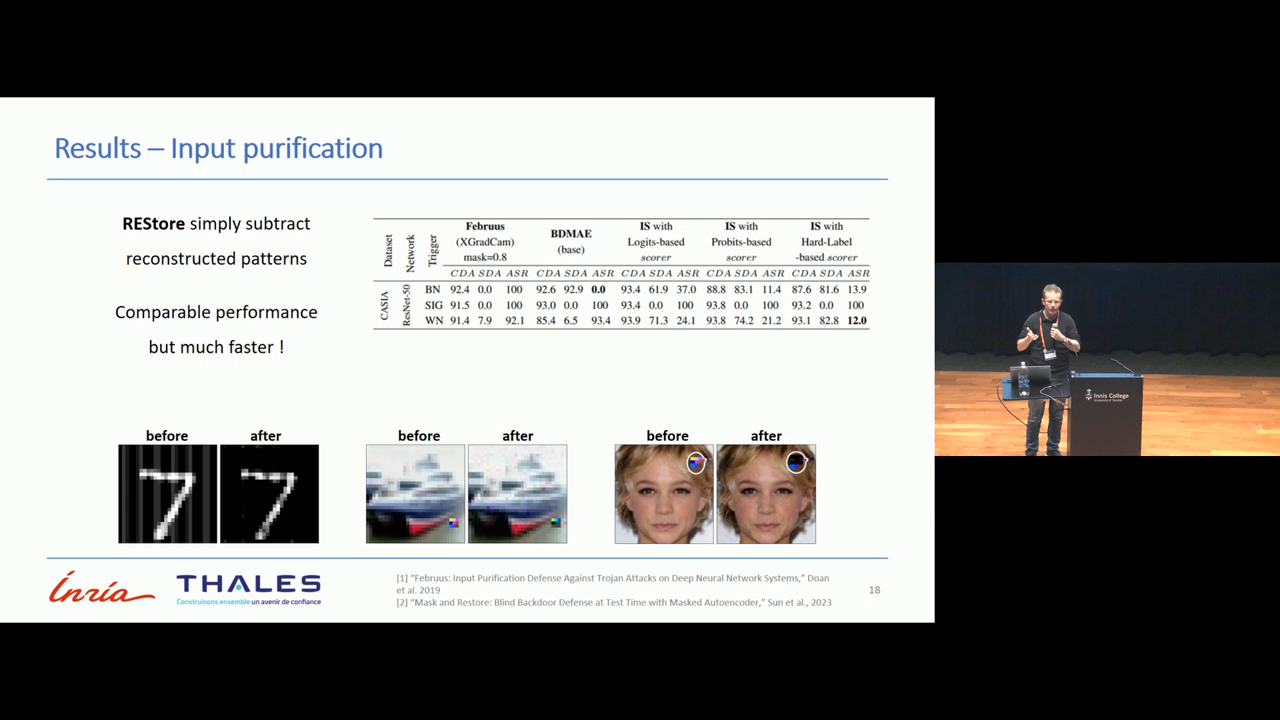 Results – Input purification
REStore simply subtract
reconstructed patterns
Comparable performance
but much faster !
Dataset
Network
Trigger
Februus
(XGradCam)
mask=0.8
BDMAE
(base)
IS with
Logits-based
scorer
IS with
Probits-based
scorer
IS with
Hard-Label
-based scorer
CDA SDA ASR CDA SDA ASR CDA SDA ASR CDA SDA ASR CDA SDA ASR
CASIA
ResNet-50
BN 92.4 0.0 100 92.6 92.9 0.0 93.4 61.9 37.0 88.8 83.1 11.4 87.6 81.6 13.9
SIG 91.5 0.0 100 93.0 0.0 100 93.4 0.0 100 93.8 0.0 100 93.2 0.0 100
WN 91.4 7.9 92.1 85.4 6.5 93.4 93.9 71.3 24.1 93.8 74.2 21.2 93.1 82.8 12.0
before after
before after
before after
Inria
THALES
Construisons ensemble un avenir de confiance
[1] "Februus: Input Purification Defense Against Trojan Attacks on Deep Neural Network Systems," Doan
et al. 2019
[2] "Mask and Restore: Blind Backdoor Defense at Test Time with Masked Autoencoder," Sun et al., 2023
18
Innis College
University of Toronto